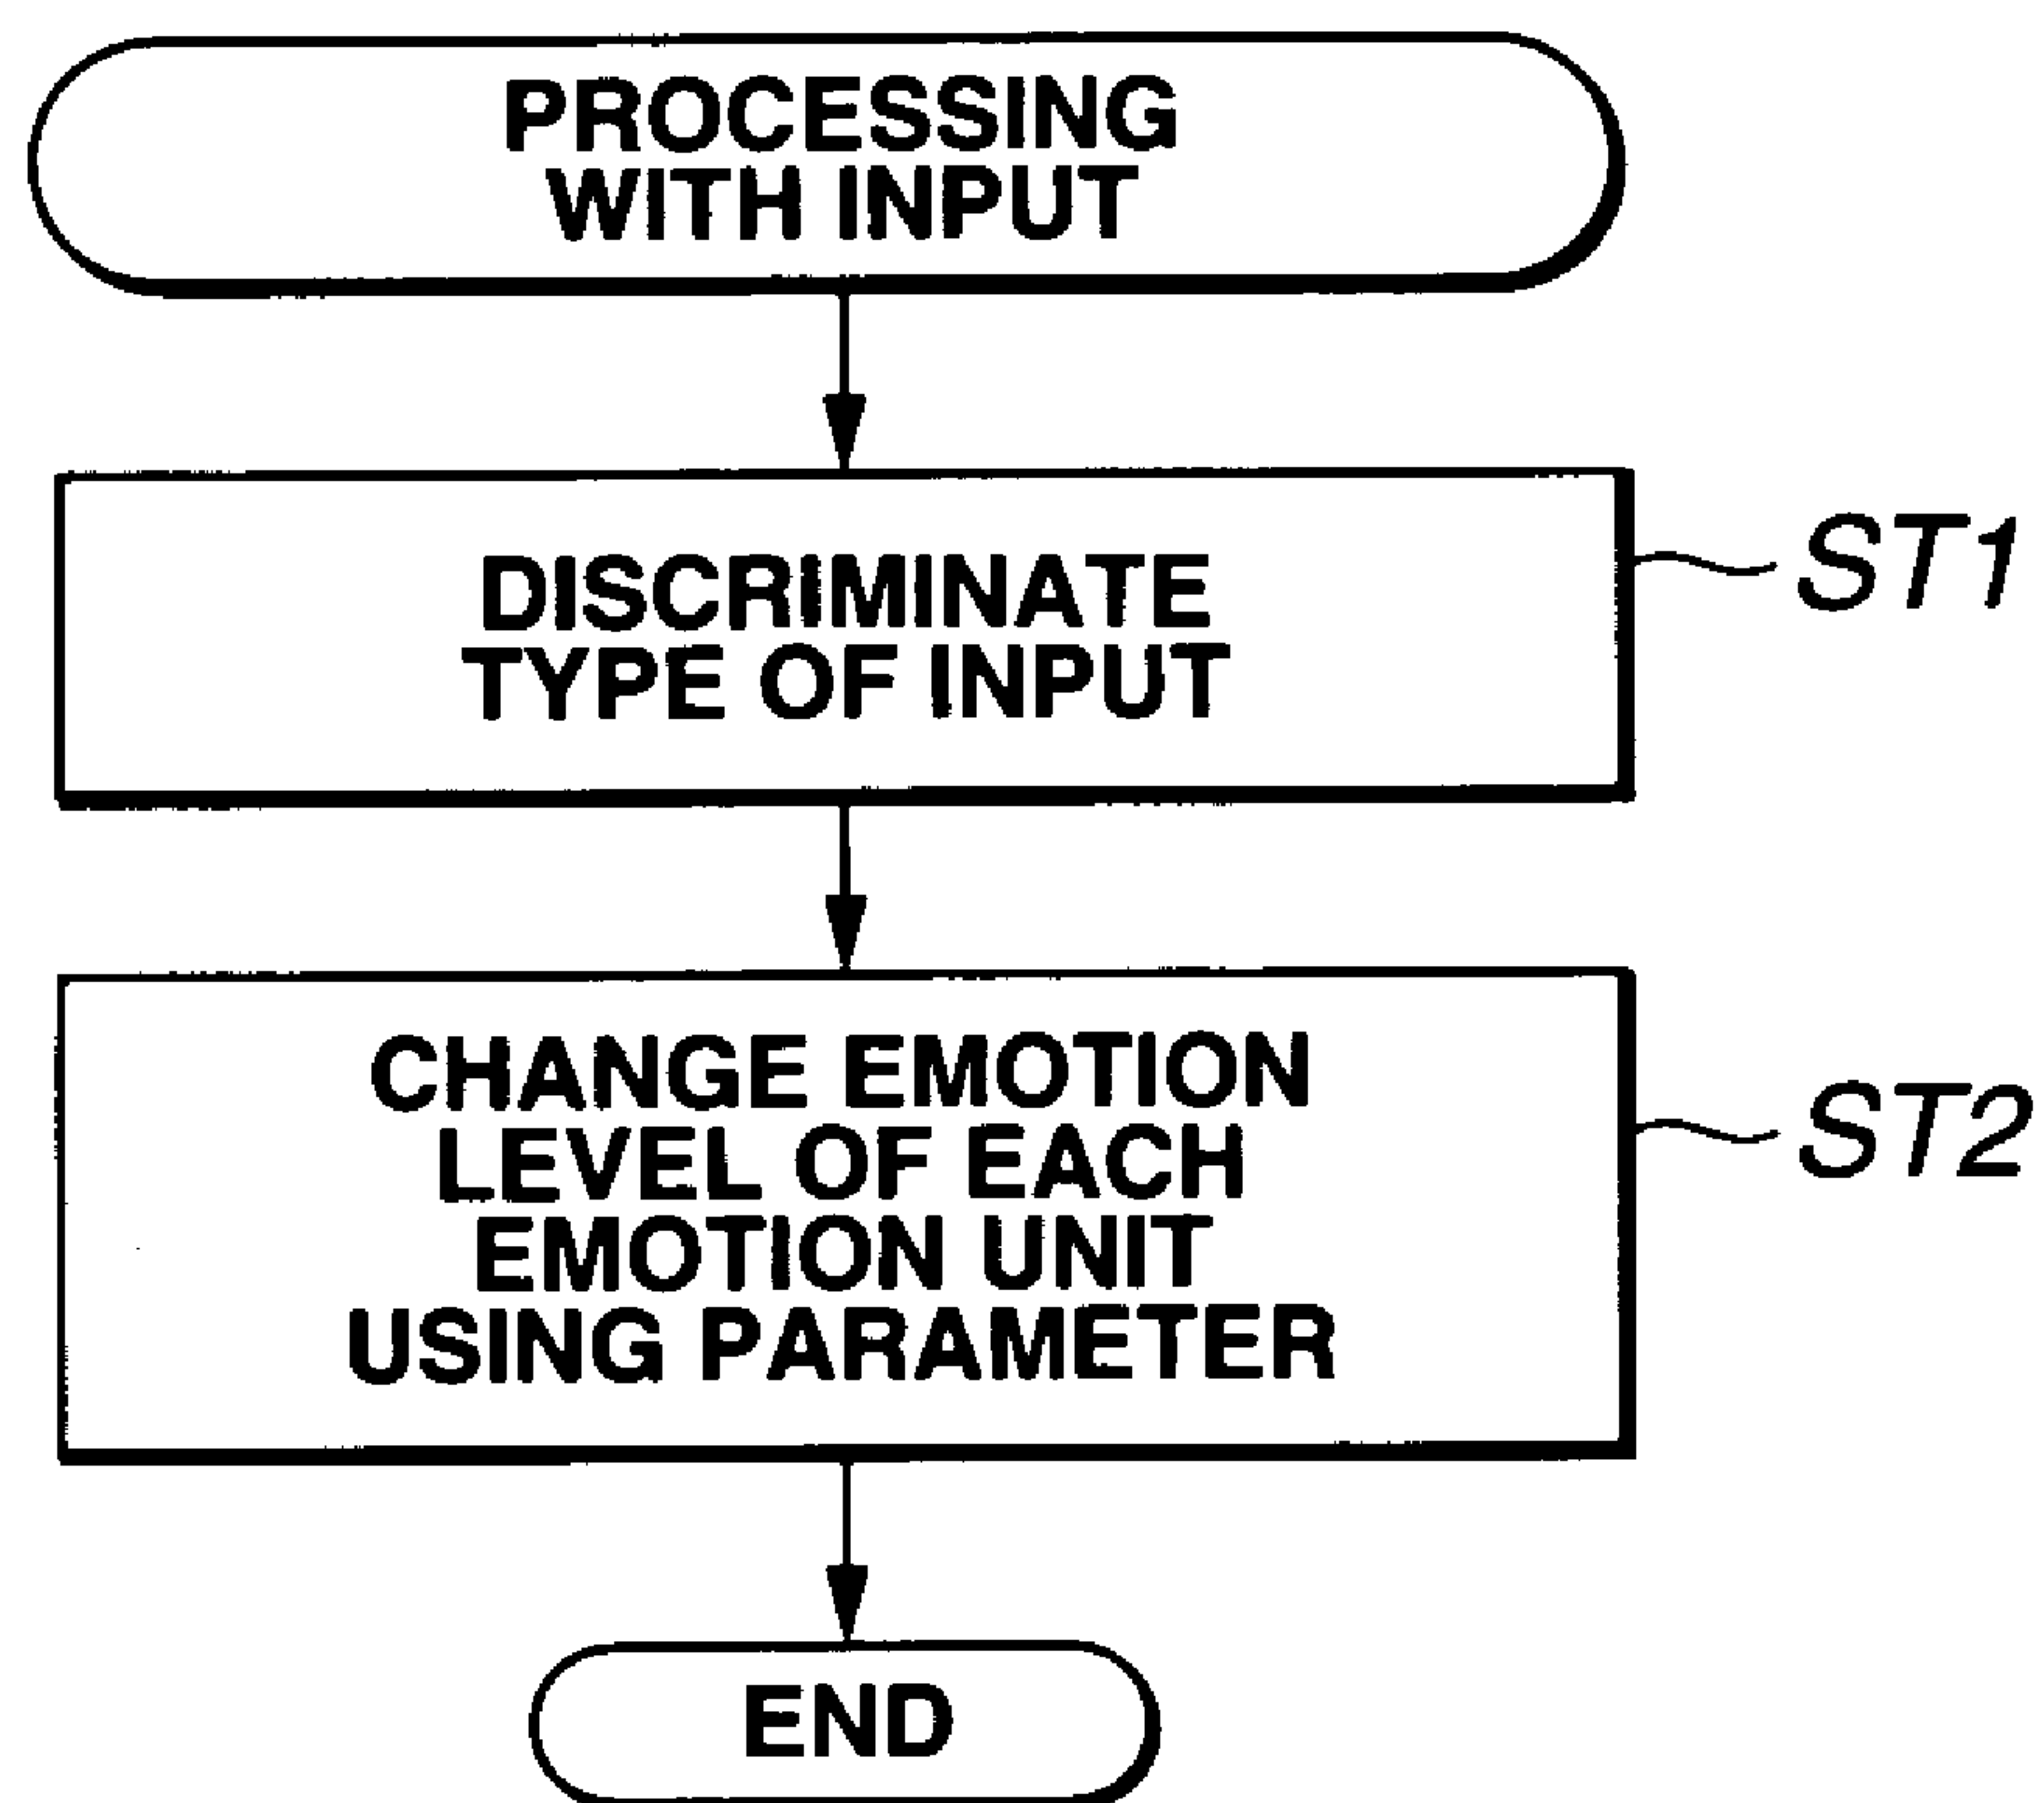 PROCESSING
WITH INPUT
DISCRIMINATE
TYPE OF INPUT
ST1
CHANGE EMOTION
LEVEL OF EACH
EMOTION UNIT
USING PARAMETER
ST2
END